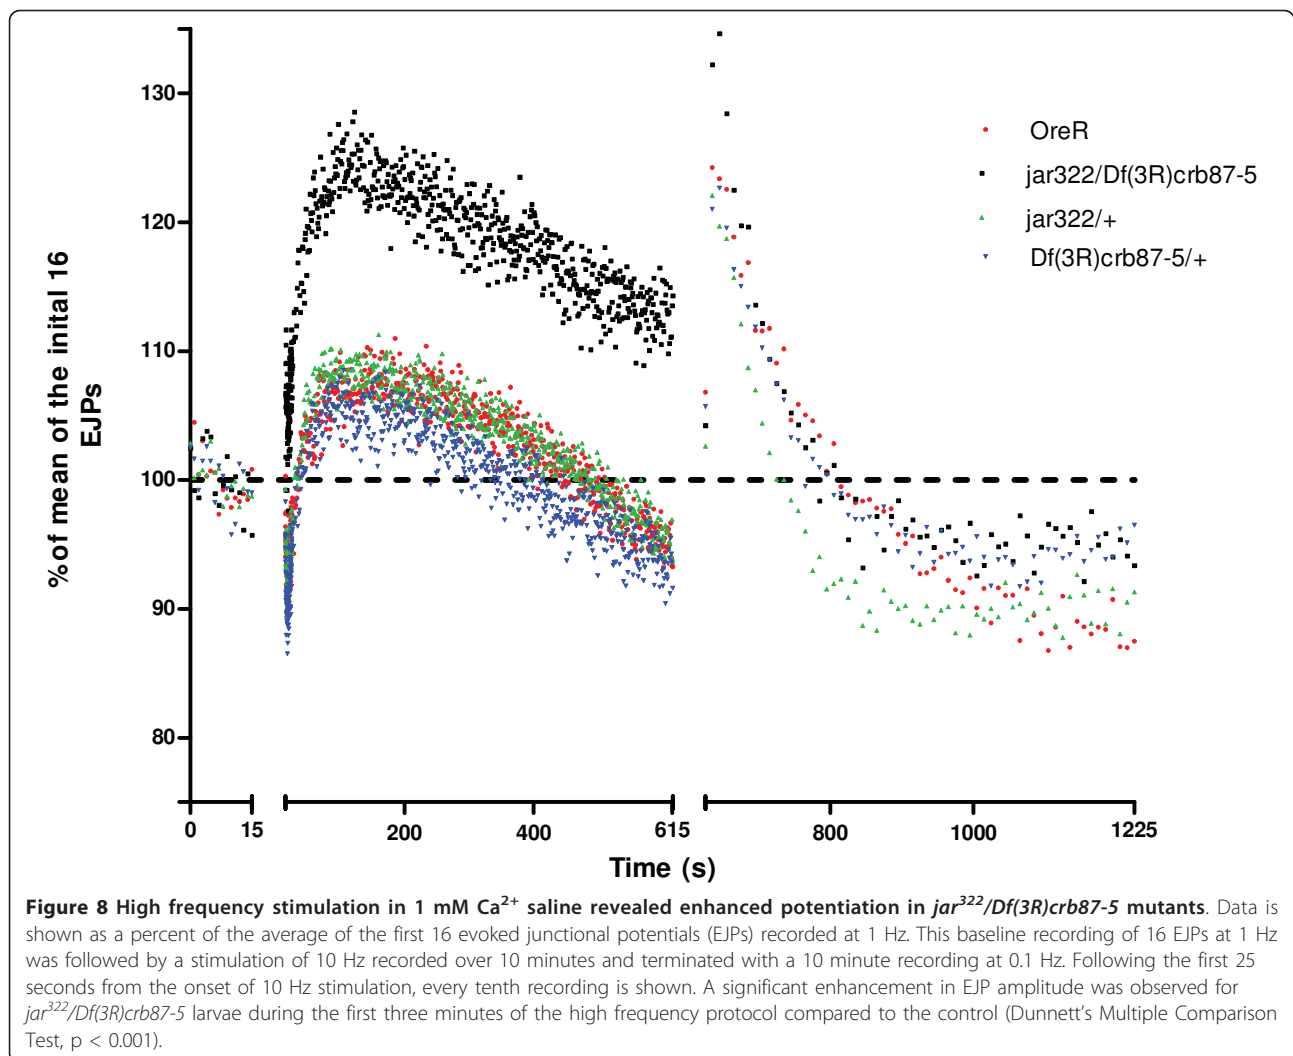 130
120
110
100
90
80
% of mean of the inital 16
EJPs
OreR
jar322/Df(3R)crb87-5
jar322/+
Df(3R)crb87-5/+
0 15 200 400 615 800 1000 1225
Time (s)
Figure 8 High frequency stimulation in 1 mM Ca²⁺ saline revealed enhanced potentiation in jar³²²/Df(3R)crb87-5 mutants. Data is
shown as a percent of the average of the first 16 evoked junctional potentials (EJPs) recorded at 1 Hz. This baseline recording of 16 EJPs at 1 Hz
was followed by a stimulation of 10 Hz recorded over 10 minutes and terminated with a 10 minute recording at 0.1 Hz. Following the first 25
seconds from the onset of 10 Hz stimulation, every tenth recording is shown. A significant enhancement in EJP amplitude was observed for
jar³²²/Df(3R)crb87-5 larvae during the first three minutes of the high frequency protocol compared to the control (Dunnett's Multiple Comparison
Test, p < 0.001).